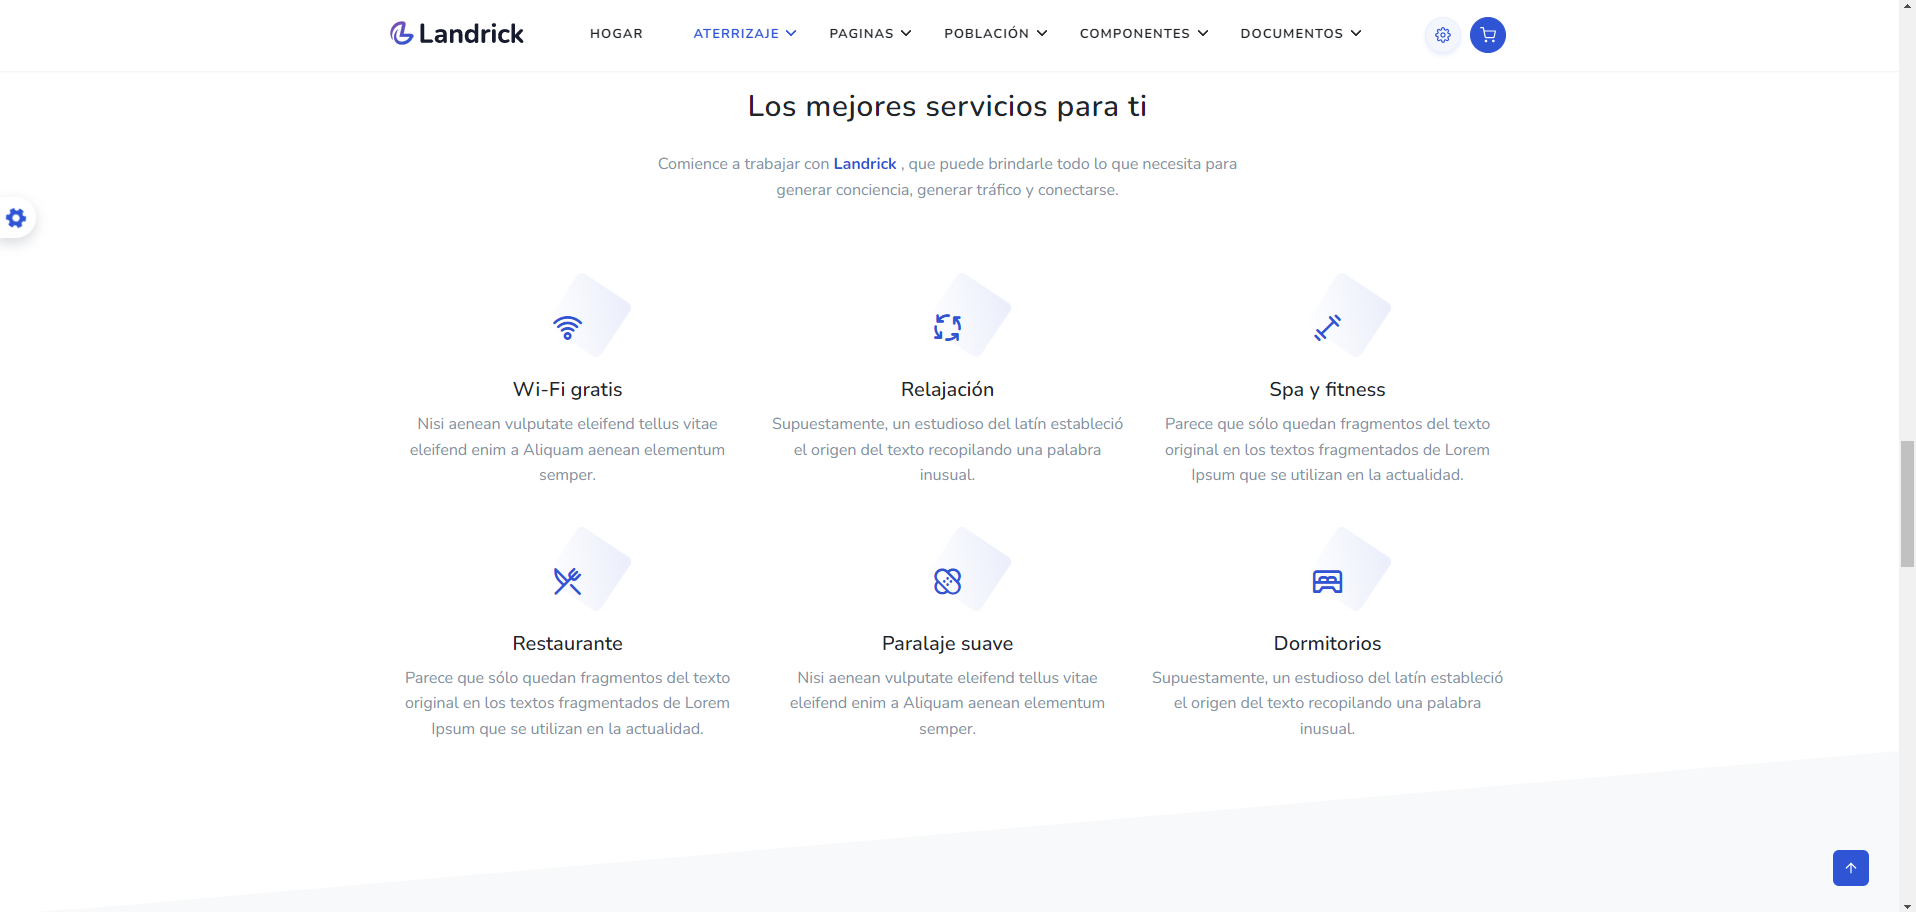 Landrick
HOGAR
ATERRIZAJE
PAGINAS
POBLACIÓN
COMPONENTES
DOCUMENTOS
Los mejores servicios para ti
Comience a trabajar con Landrick , que puede brindarle todo lo que necesita para
generar conciencia, generar tráfico y conectarse.
Wi-Fi gratis
Nisi aenean vulputate eleifend tellus vitae
eleifend enim a Aliquam aenean elementum
semper.
Relajación
Supuestamente, un estudioso del latín estableció
el origen del texto recopilando una palabra
inusual.
Spa y fitness
Parece que sólo quedan fragmentos del texto
original en los textos fragmentados de Lorem
Ipsum que se utilizan en la actualidad.
Restaurante
Parece que sólo quedan fragmentos del texto
original en los textos fragmentados de Lorem
Ipsum que se utilizan en la actualidad.
Paralaje suave
Nisi aenean vulputate eleifend tellus vitae
eleifend enim a Aliquam aenean elementum
semper.
Dormitorios
Supuestamente, un estudioso del latín estableció
el origen del texto recopilando una palabra
inusual.